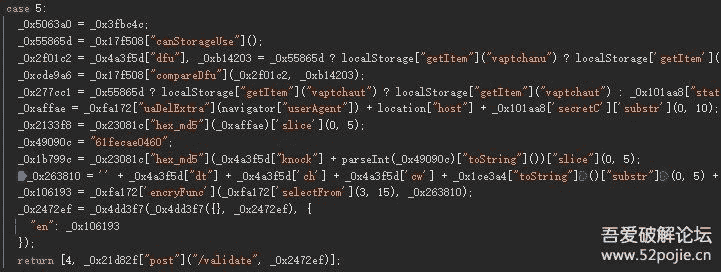 case 5:
_0x5063a0 = _0x3fbc4c;
_0x55865d = _0x17f508["canStorageUse"]();
_0x2f01c2 = _0x4a3f5d["dfu"], _0xb14203 = _0x55865d ? localStorage["getItem"]("vaptchanu") ? localStorage['getItem'](
_0xcde9a6 = _0x17f508["compareDfu"](_0x2f01c2, _0xb14203);
_0x277cc1 = _0x55865d ? localStorage["getItem"]("vaptchaut") ? localStorage["getItem"]("vaptchaut") : _0x101aa8["stat
_0xaffae = _0xfa172["uaDelExtra"](navigator["userAgent"]) + location["host"] + _0x101aa8['secretC']['substr'](0, 10);
_0x2133f8 = _0x23081c["hex_md5"](_0xaffae)['slice'](0, 5);
_0x49090c = "61fecae0460";
_0x1b799c = _0x23081c["hex_md5"](_0x4a3f5d["knock"] + parseInt(_0x49090c)["toString"]())["slice"](0, 5);
_0x263810 = '' + _0x4a3f5d["dt"] + _0x4a3f5d['ch'] + _0x4a3f5d['cw'] + _0x1ce3a4["toString"]()["substr"](0, 5) +
_0x106193 = _0xfa172['encryFunc'](_0xfa172['selectFrom'](3, 15), _0x263810);
_0x2472ef = _0x4dd3f7(_0x4dd3f7({}, _0x2472ef), {
"en": _0x106193
});
return [4, _0x21d82f["post"]("/validate", _0x2472ef)];
吾爱破解论坛
www.52pojie.cn